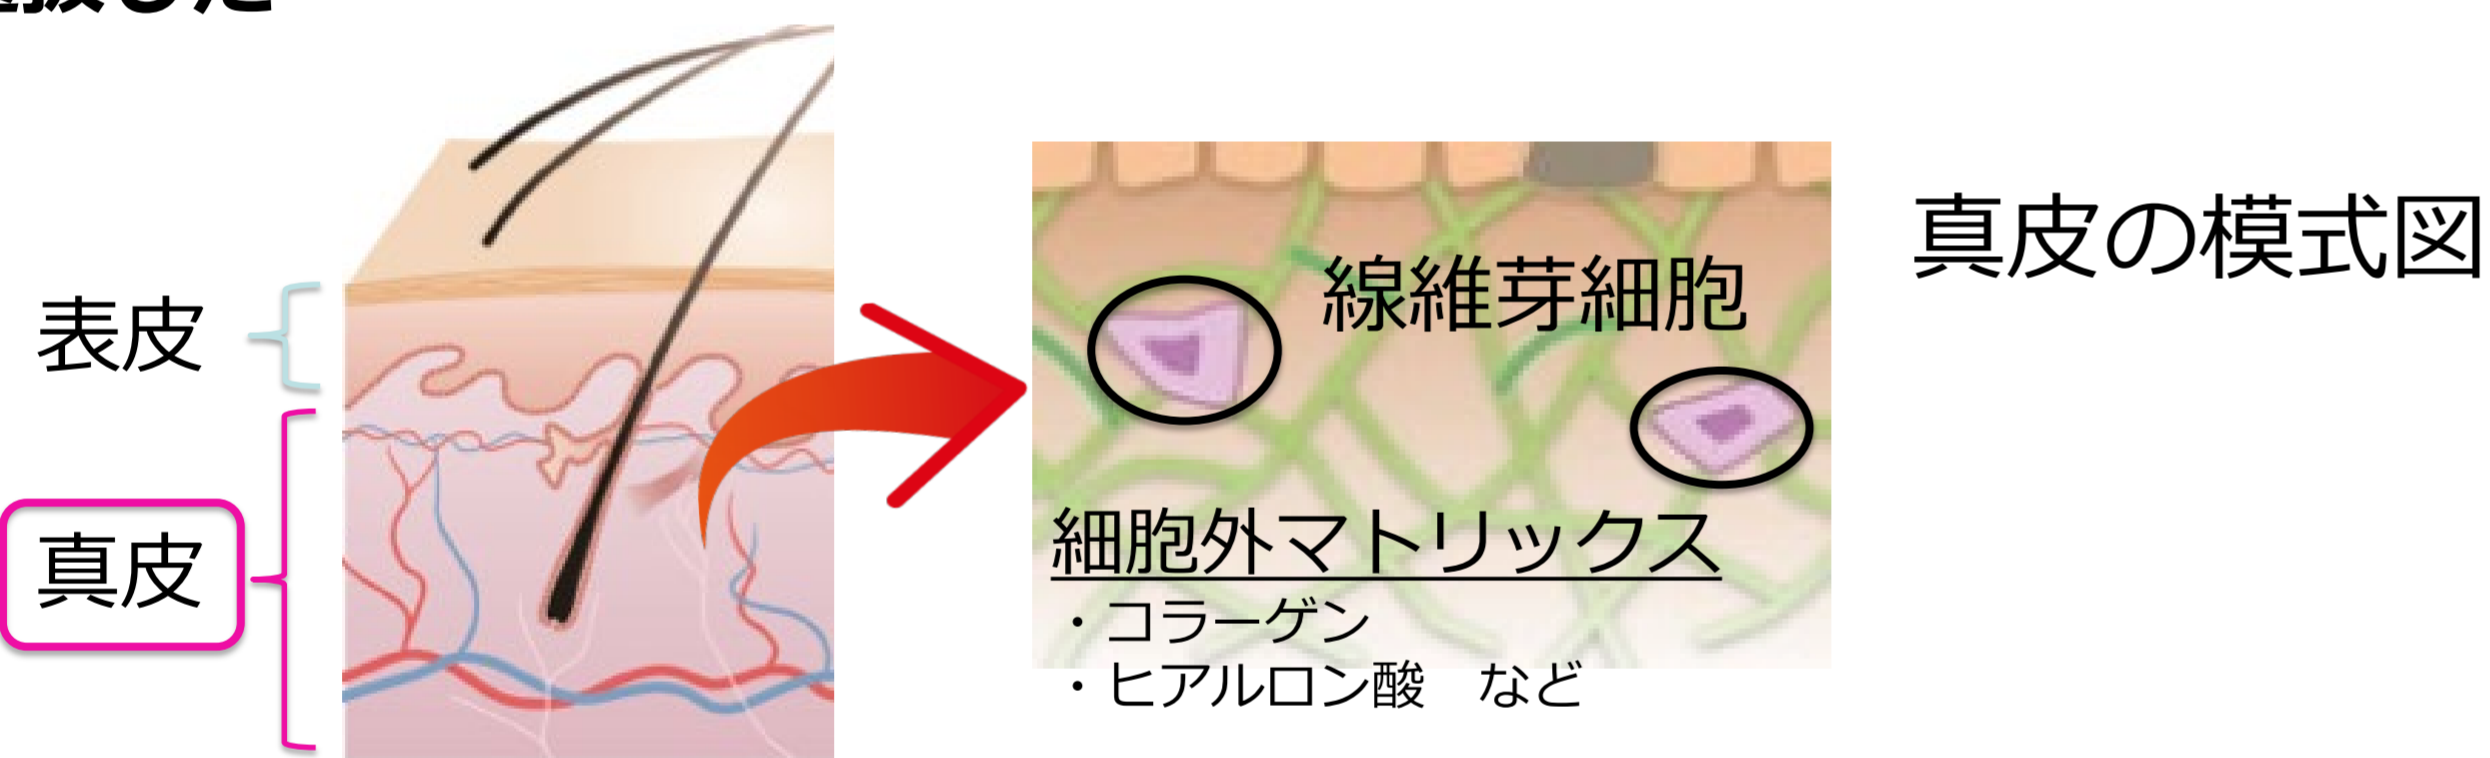 表皮
真皮
線維芽細胞
細胞外マトリックス
・コラーゲン
・ヒアルロン酸　など
真皮の模式図